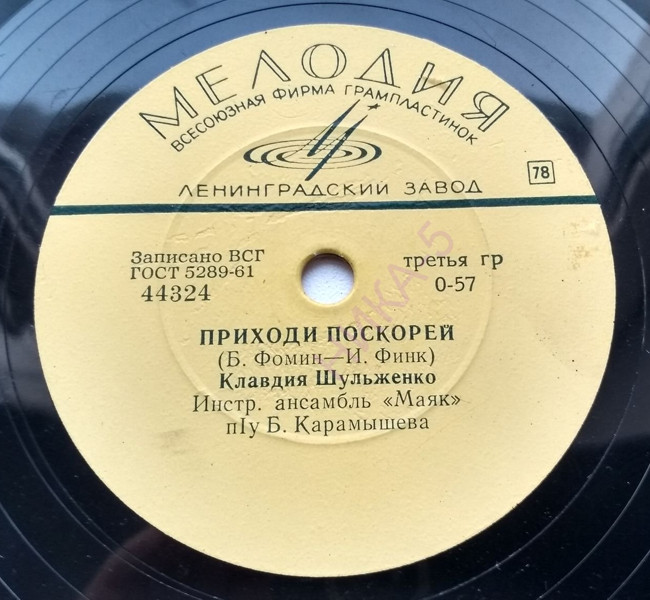 МЕЛОДИЯ
ВСЕСОЮЗНАЯ ФИРМА ГРАМПЛАСТИНОК
ЛЕНИНГРАДСКИЙ ЗАВОД
78
Записано ВСГ
ГОСТ 5289-61
44324
третья гр
0-57
ПРИХОДИ ПОСКОРЕЙ
(Б. Фомин—И. Финк)
Клавдия Шульженко
Инстр. ансамбль «Маяк»
п/у Б. Карамышева